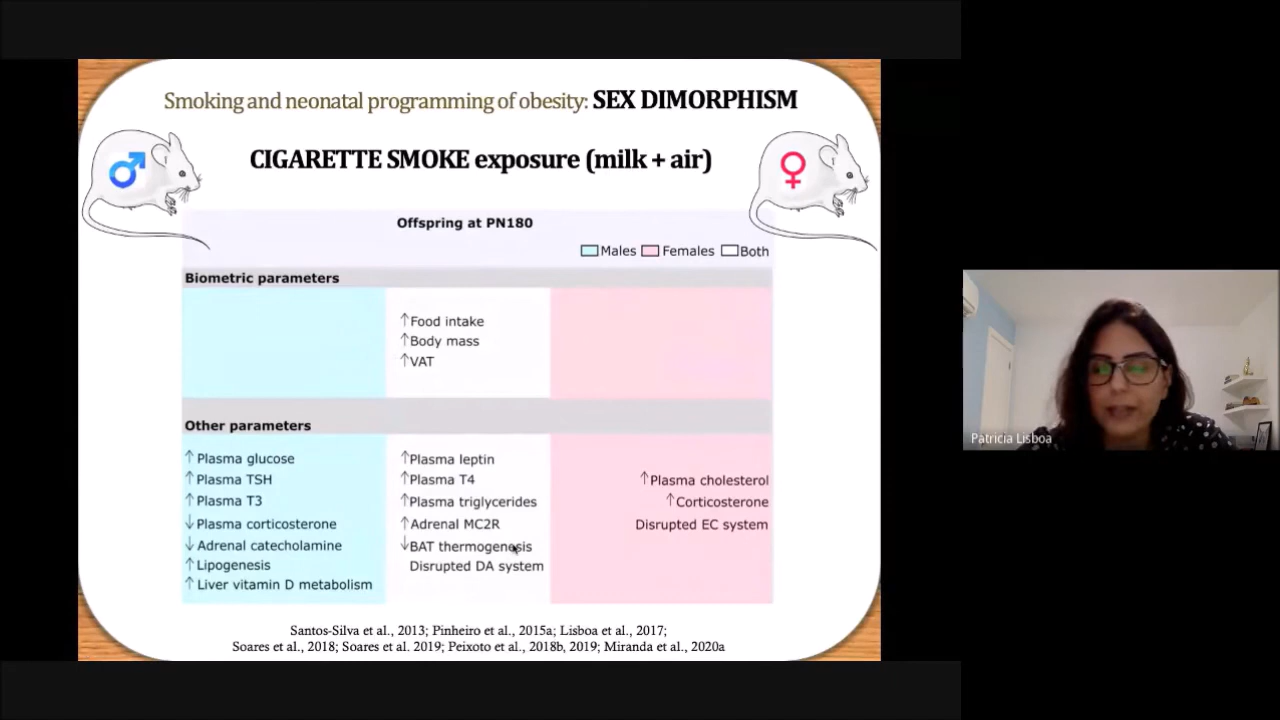 Smoking and neonatal programming of obesity: SEX DIMORPHISM
CIGARETTE SMOKE exposure (milk + air)
Offspring at PN180
Males Females Both
Biometric parameters
↑Food intake
↑Body mass
↑VAT
Other parameters
↑ Plasma glucose
↑ Plasma TSH
↑ Plasma T3
↓ Plasma corticosterone
↓ Adrenal catecholamine
↑ Lipogenesis
↑ Liver vitamin D metabolism
↑Plasma leptin
↑Plasma T4
↑Plasma triglycerides
↑Adrenal MC2R
↓BAT thermogenesis
Disrupted DA system
↑Plasma cholesterol
↑Corticosterone
Disrupted EC system
Santos-Silva et al., 2013; Pinheiro et al., 2015a; Lisboa et al., 2017;
Soares et al., 2018; Soares et al. 2019; Peixoto et al., 2018b, 2019; Miranda et al., 2020a
Patricia Lisboa